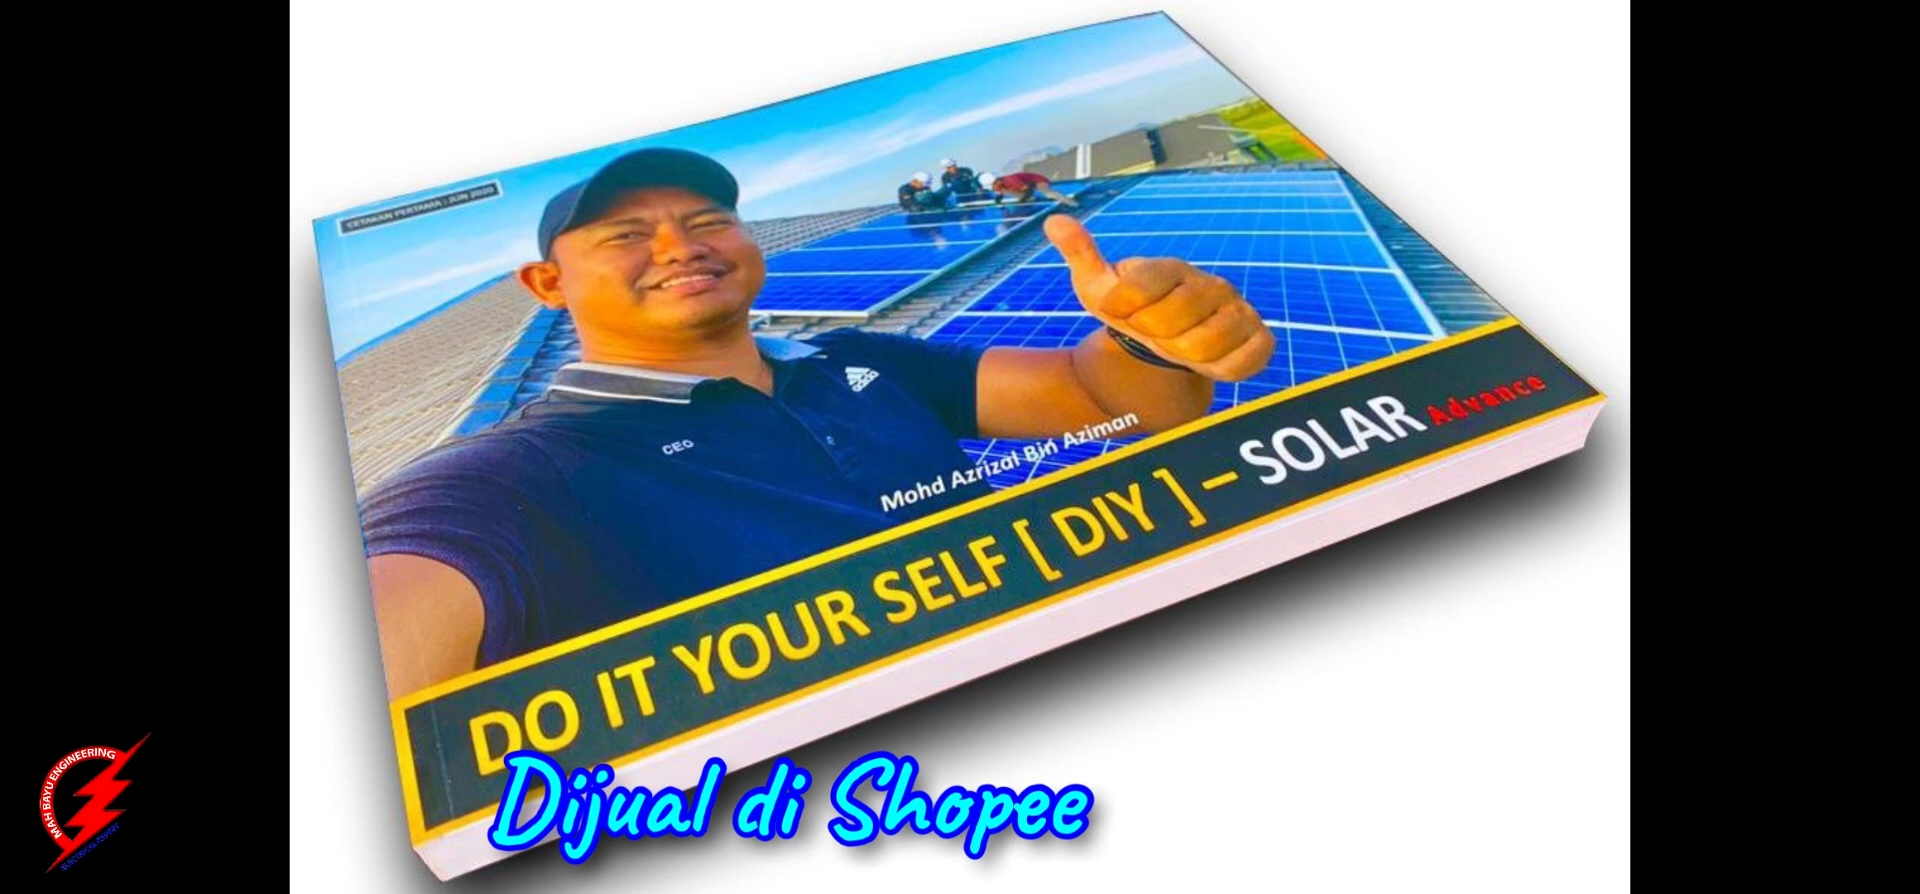 CETAKAN PERTAMA : JUN 2020
CEO
adidas
Mohd Azrizal Bin Aziman
DO IT YOUR SELF [ DIY ] – SOLAR Advance
Dijual di Shopee
MAH BAYU ENGINEERING